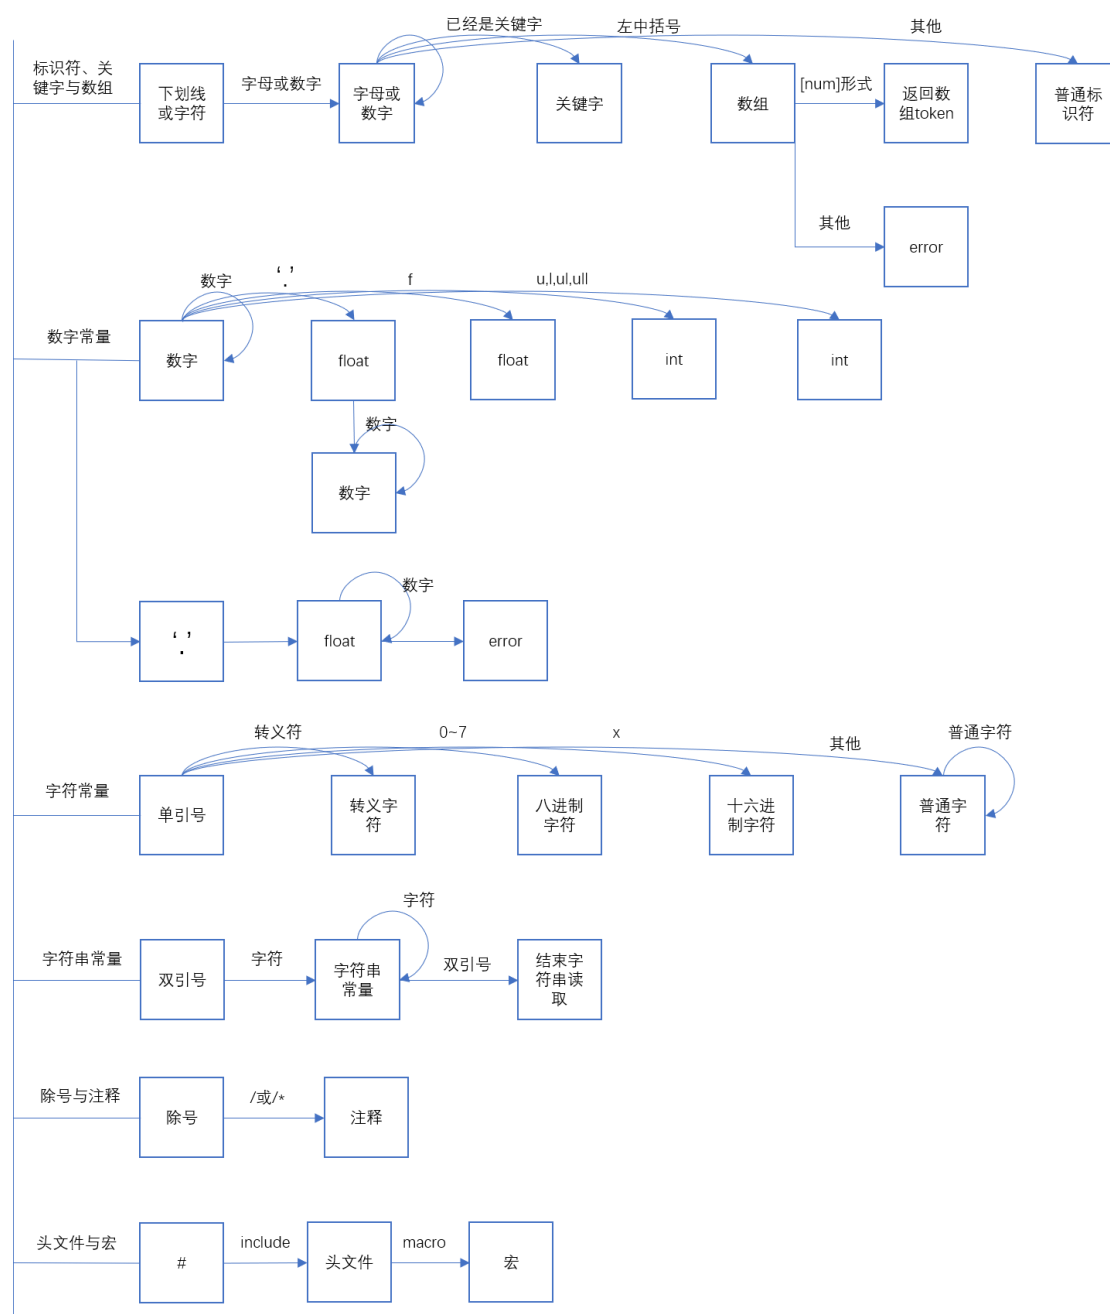 已经是关键字
左中括号
其他
标识符、关
键字与数组
下划线
或字符
字母或数字
字母或
数字
关键字
数组
[num]形式
返回数
组token
普通标
识符
其他
error
数字
‘.’
f
u,l,ul,ull
数字常量
数字
float
float
int
int
数字
数字
‘.’
float
数字
error
转义符
0~7
x
其他
普通字符
字符常量
单引号
转义字
符
八进制
字符
十六进
制字符
普通字
符
字符串常量
双引号
字符
字符
字符串
常量
双引号
结束字
符串读
取
除号与注释
除号
/或/*
注释
头文件与宏
#
include
头文件
macro
宏